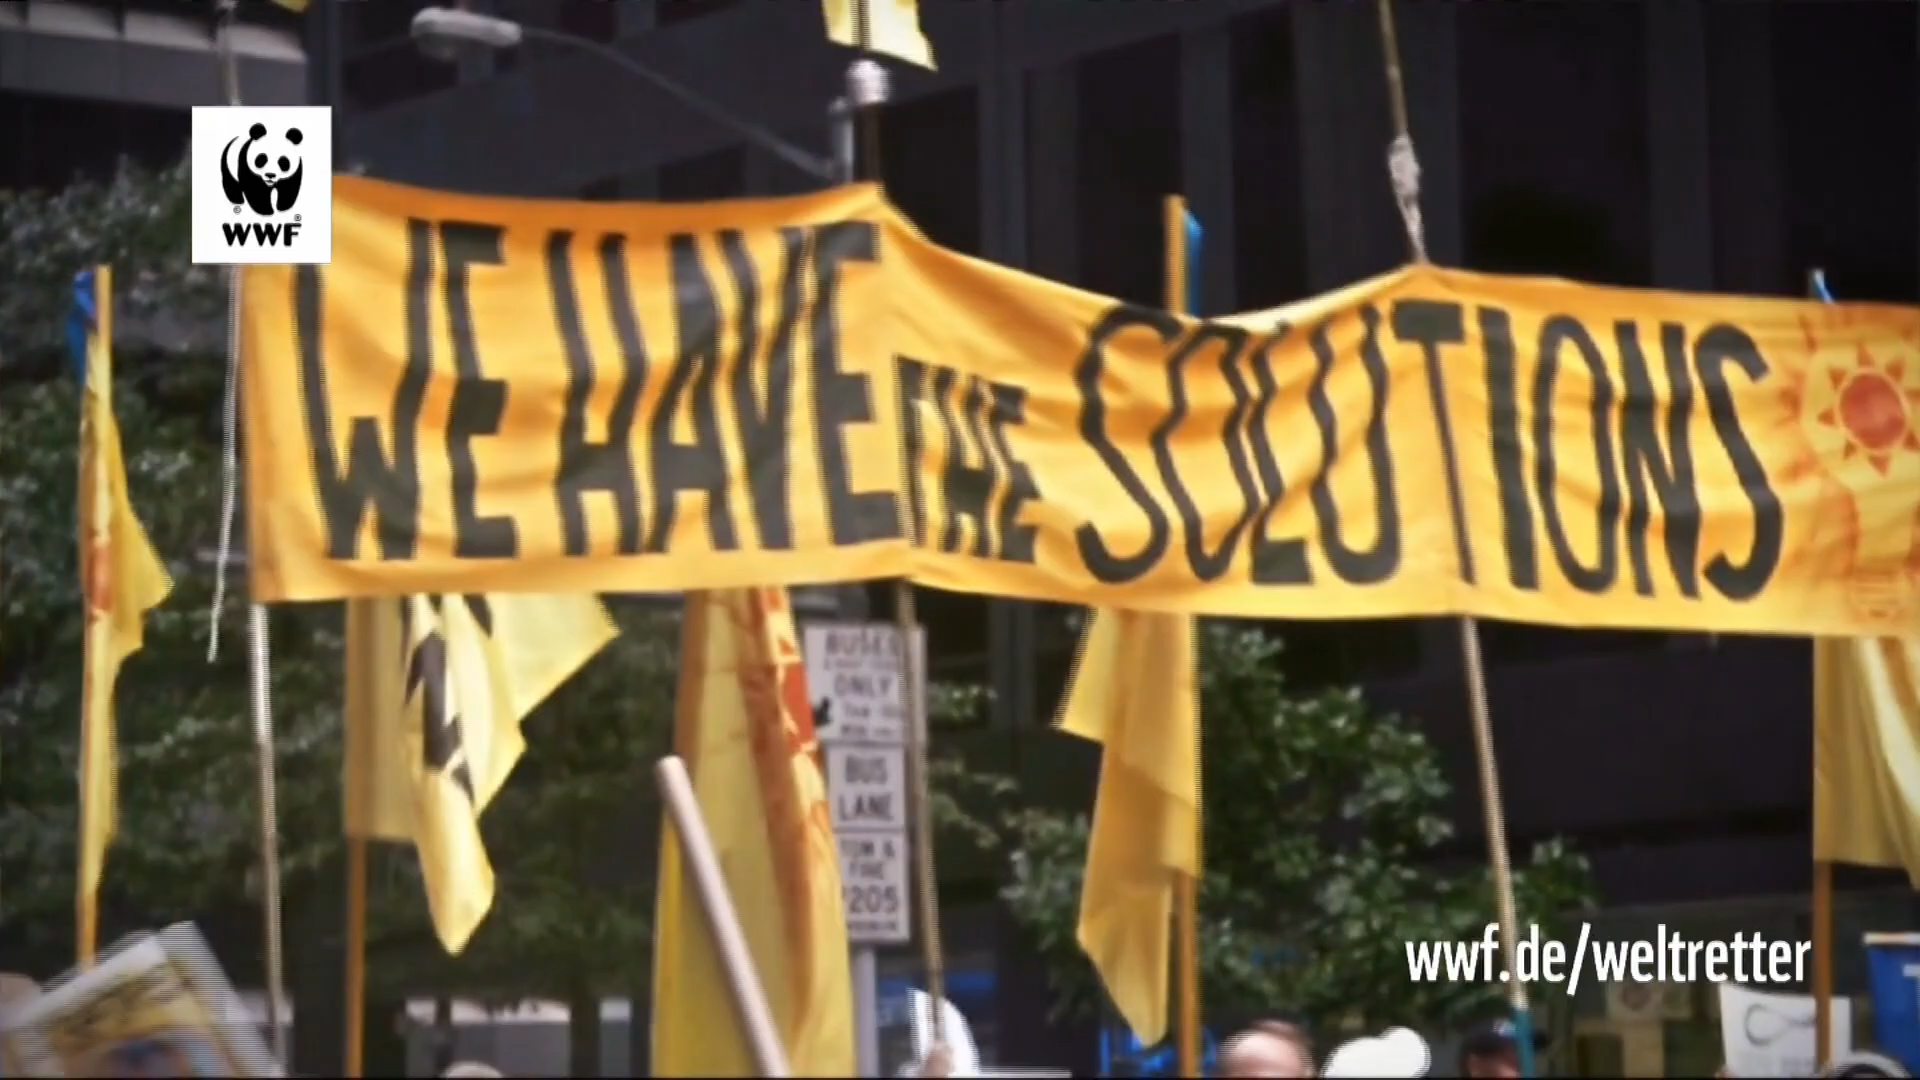 WWF
WE HAVE THE SOLUTIONS
BUSES
ONLY
BUS
LANE
wwf.de/weltretter